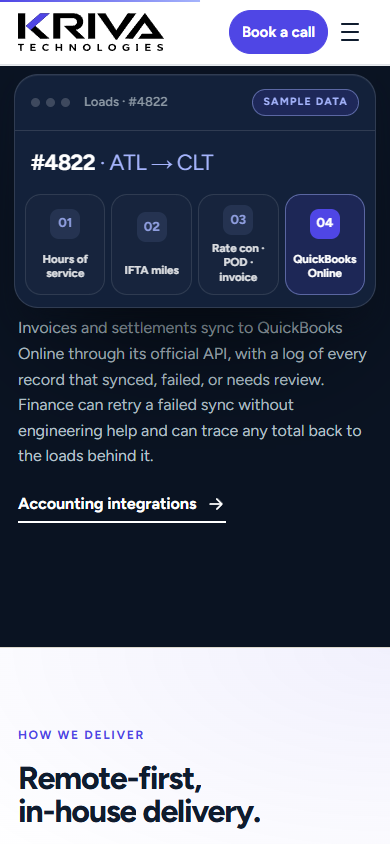 KRIVA
TECHNOLOGIES
Book a call
Loads · #4822
SAMPLE DATA
#4822 · ATL → CLT
01
Hours of
service
02
IFTA miles
03
Rate con ·
POD ·
invoice
04
QuickBooks
Online
Invoices and settlements sync to QuickBooks
Online through its official API, with a log of every
record that synced, failed, or needs review.
Finance can retry a failed sync without
engineering help and can trace any total back to
the loads behind it.
Accounting integrations →
HOW WE DELIVER
Remote-first,
in-house delivery.